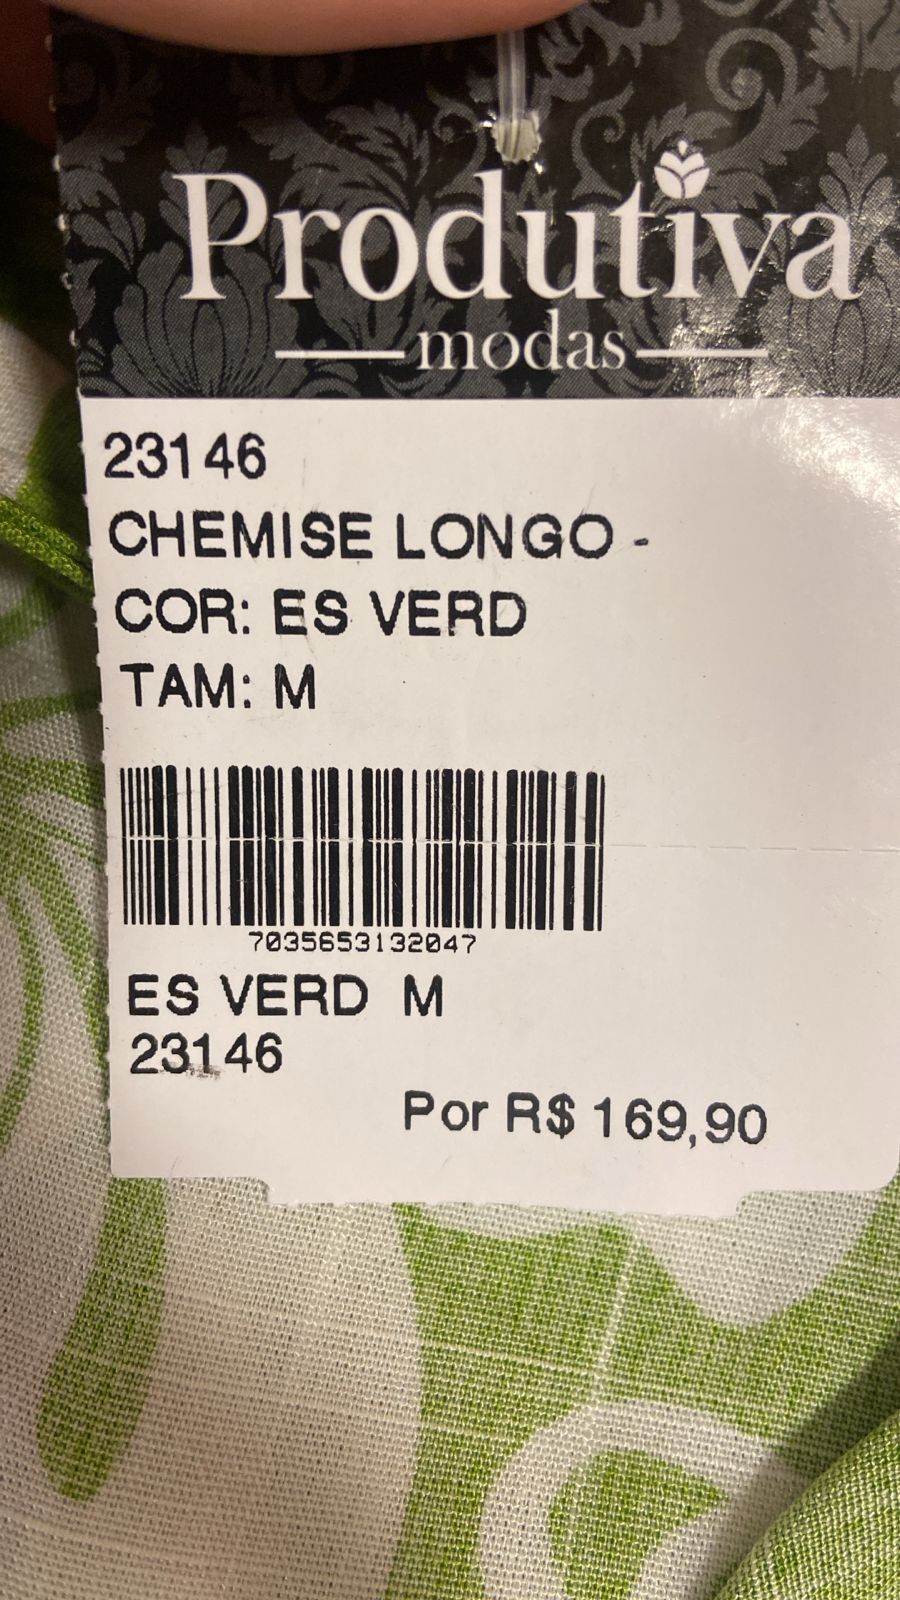 Produtiva
modas
23146
CHEMISE LONGO -
COR: ES VERD
TAM: M
7035653132047
ES VERD M
23146
Por R$ 169,90